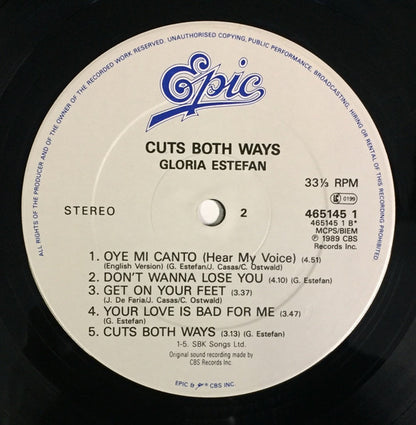 ALL RIGHTS OF THE PRODUCER AND OF THE OWNER OF THE RECORDED WORK RESERVED. UNAUTHORISED COPYING, PUBLIC PERFORMANCE, BROADCASTING, HIRING OR RENTAL OF THIS RECORDING PROHIBITED
Epic
CUTS BOTH WAYS
GLORIA ESTEFAN
33⅓ RPM
G 0199
STEREO
2
465145 1
465145 1 B*
MCPS/BIEM
℗ 1989 CBS
Records Inc.
1. OYE MI CANTO (Hear My Voice) (4.51)
(English Version) (G. Estefan/J. Casas/C. Ostwald)
2. DON'T WANNA LOSE YOU (4.10) (G. Estefan)
3. GET ON YOUR FEET (3.37)
(J. De Faria/J. Casas/C. Ostwald)
4. YOUR LOVE IS BAD FOR ME (3.47)
(G. Estefan)
5. CUTS BOTH WAYS (3.13) (G. Estefan)
1-5. SBK Songs Ltd.
Original sound recording made by
CBS Records Inc.
EPIC & CBS INC.